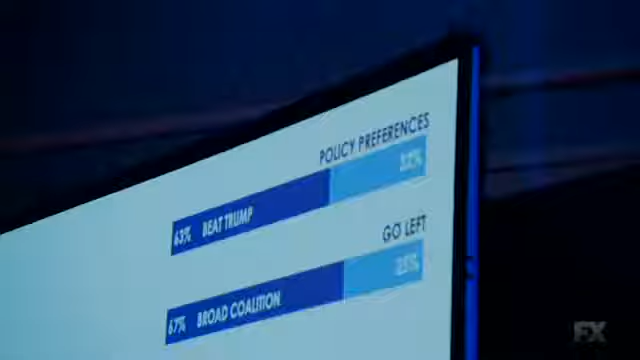 POLICY PREFERENCES
63% BEAT TRUMP
GO LEFT
67% BROAD COALITION
FX